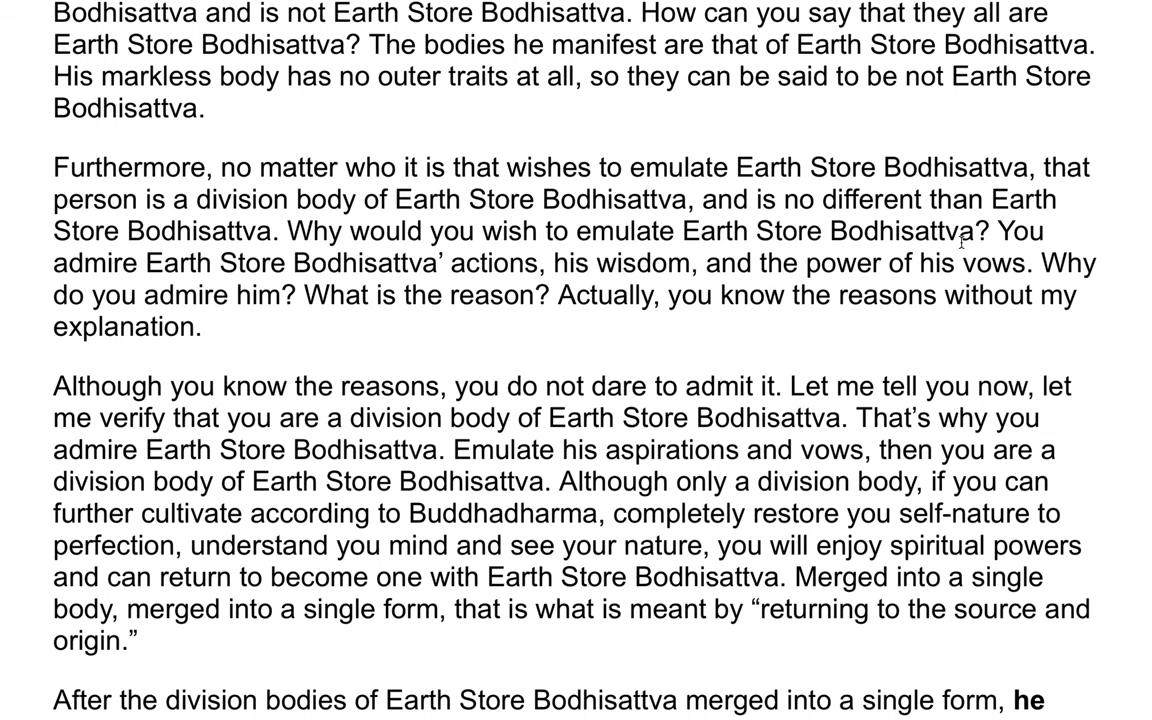 Bodhisattva and is not Earth Store Bodhisattva. How can you say that they all are
Earth Store Bodhisattva? The bodies he manifest are that of Earth Store Bodhisattva.
His markless body has no outer traits at all, so they can be said to be not Earth Store
Bodhisattva.
Furthermore, no matter who it is that wishes to emulate Earth Store Bodhisattva, that
person is a division body of Earth Store Bodhisattva, and is no different than Earth
Store Bodhisattva. Why would you wish to emulate Earth Store Bodhisattva? You
admire Earth Store Bodhisattva’ actions, his wisdom, and the power of his vows. Why
do you admire him? What is the reason? Actually, you know the reasons without my
explanation.
Although you know the reasons, you do not dare to admit it. Let me tell you now, let
me verify that you are a division body of Earth Store Bodhisattva. That’s why you
admire Earth Store Bodhisattva. Emulate his aspirations and vows, then you are a
division body of Earth Store Bodhisattva. Although only a division body, if you can
further cultivate according to Buddhadharma, completely restore you self-nature to
perfection, understand you mind and see your nature, you will enjoy spiritual powers
and can return to become one with Earth Store Bodhisattva. Merged into a single
body, merged into a single form, that is what is meant by “returning to the source and
origin.”
After the division bodies of Earth Store Bodhisattva merged into a single form, he